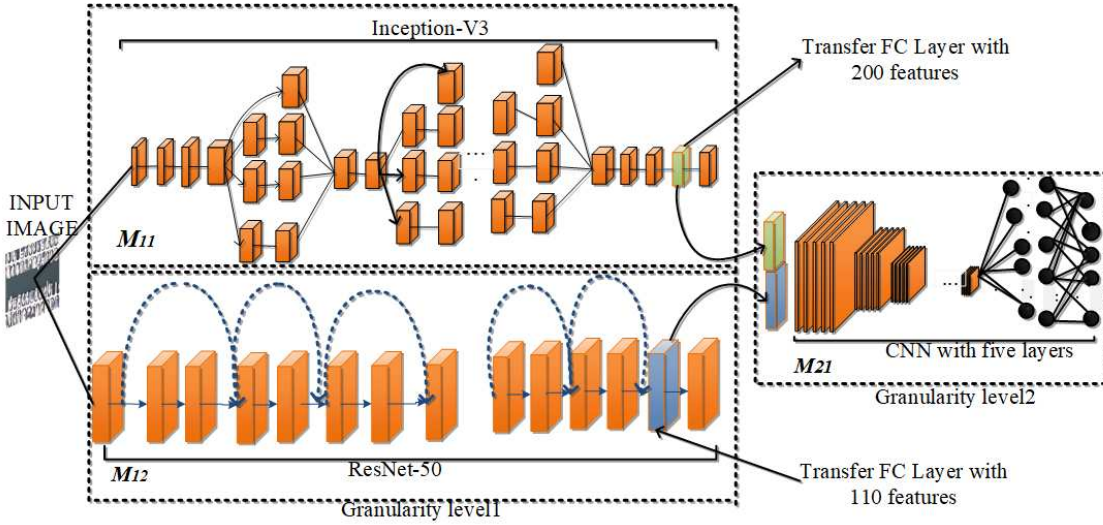 Inception-V3
Transfer FC Layer with
200 features
INPUT
IMAGE
M11
CNN with five layers
M21
Granularity level2
ResNet-50
M12
Transfer FC Layer with
110 features
Granularity level1